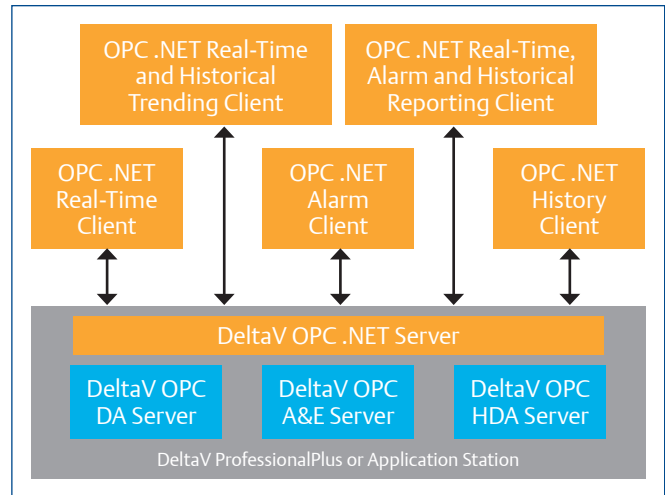 OPC .NET Real-Time
and Historical
Trending Client
OPC .NET Real-Time,
Alarm and Historical
Reporting Client
OPC .NET
Real-Time
Client
OPC .NET
Alarm
Client
OPC .NET
History
Client
DeltaV OPC .NET Server
DeltaV OPC
DA Server
DeltaV OPC
A&E Server
DeltaV OPC
HDA Server
DeltaV ProfessionalPlus or Application Station